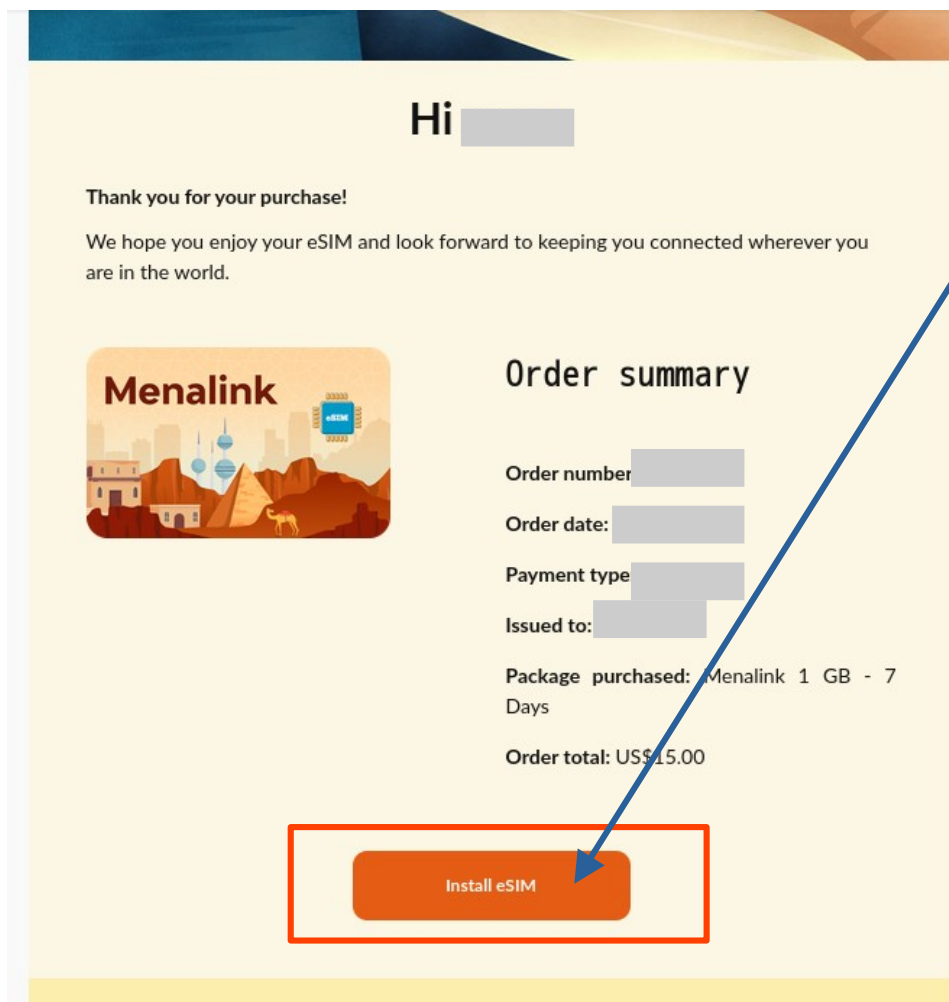 Hi
Thank you for your purchase!
We hope you enjoy your eSIM and look forward to keeping you connected wherever you
are in the world.
Menalink
eSIM
Order summary
Order number
Order date:
Payment type
Issued to:
Package purchased: Menalink 1 GB - 7
Days
Order total: US$15.00
Install eSIM